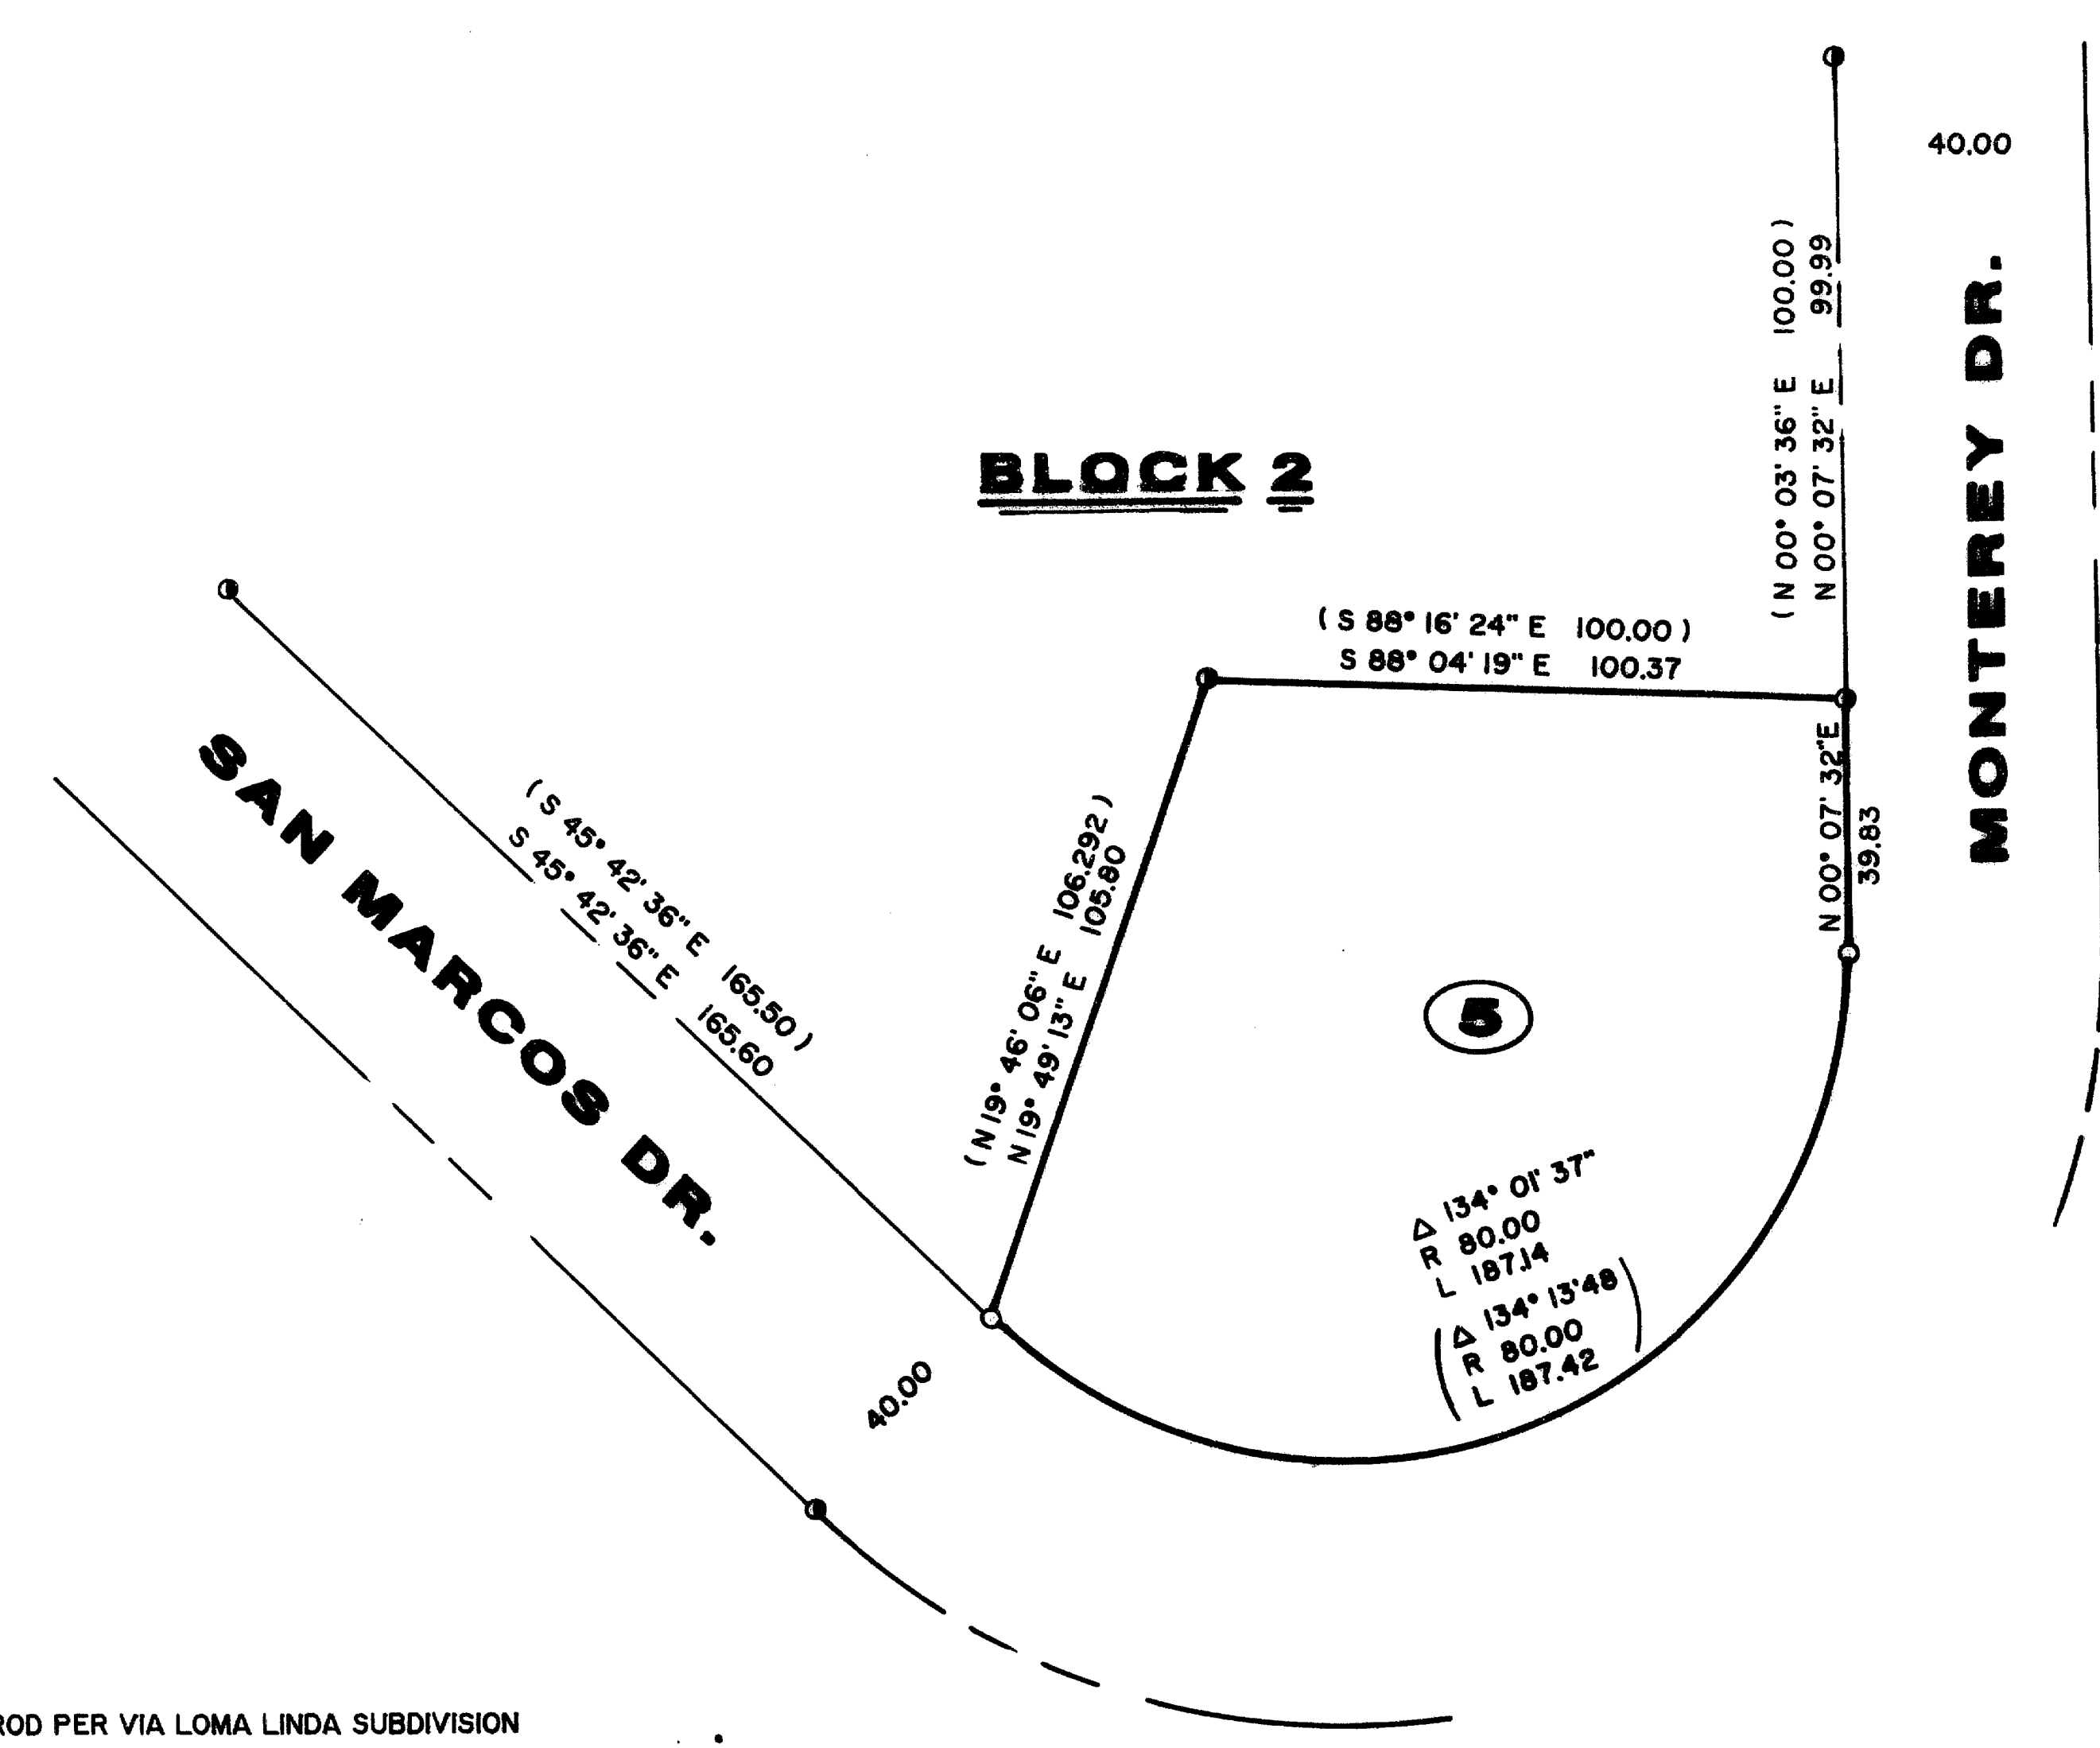 40.00
(N 00° 03' 36" E 100.00)
N 00° 07' 32" E 99.99
MONTEREY DR.
BLOCK 2
(S 88° 16' 24" E 100.00)
S 88° 04' 19" E 100.37
N 00° 07' 32" E
39.83
SAN MARCOS DR.
(S 45° 42' 36" E 165.50)
S 45° 42' 36" E 165.60
(N 19° 46' 06" E 106.292)
N 19° 49' 13" E 105.80
5
Δ 134° 01' 37"
R 80.00
L 187.14
(Δ 134° 13' 48
R 80.00
L 187.42)
40.00
PER VIA LOMA LINDA SUBDIVISION